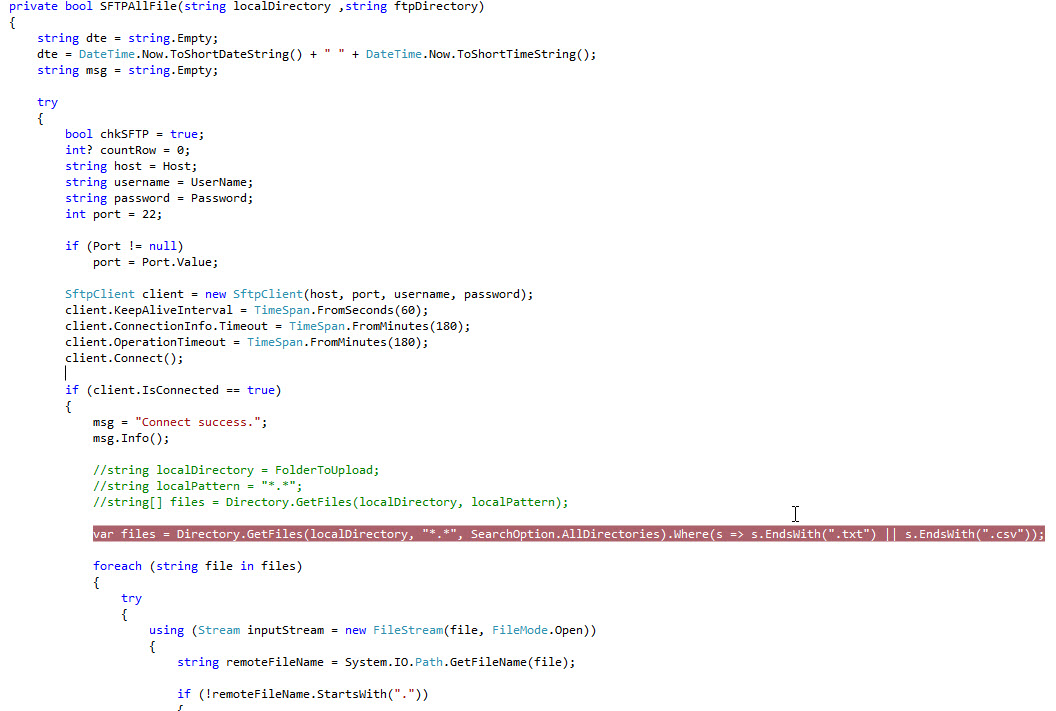 private bool SFTPAllFile(string localDirectory ,string ftpDirectory)
{
string dte = string.Empty;
dte = DateTime.Now.ToShortDateString() + " " + DateTime.Now.ToShortTimeString();
string msg = string.Empty;
try
{
bool chkSFTP = true;
int? countRow = 0;
string host = Host;
string username = UserName;
string password = Password;
int port = 22;
if (Port != null)
port = Port.Value;
SftpClient client = new SftpClient(host, port, username, password);
client.KeepAliveInterval = TimeSpan.FromSeconds(60);
client.ConnectionInfo.Timeout = TimeSpan.FromMinutes(180);
client.OperationTimeout = TimeSpan.FromMinutes(180);
client.Connect();
if (client.IsConnected == true)
{
msg = "Connect success.";
msg.Info();
//string localDirectory = FolderToUpload;
//string localPattern = "*.*";
//string[] files = Directory.GetFiles(localDirectory, localPattern);
var files = Directory.GetFiles(localDirectory, "*.*", SearchOption.AllDirectories).Where(s => s.EndsWith(".txt") || s.EndsWith(".csv"));
foreach (string file in files)
{
try
{
using (Stream inputStream = new FileStream(file, FileMode.Open))
{
string remoteFileName = System.IO.Path.GetFileName(file);
if (!remoteFileName.StartsWith("."))
{